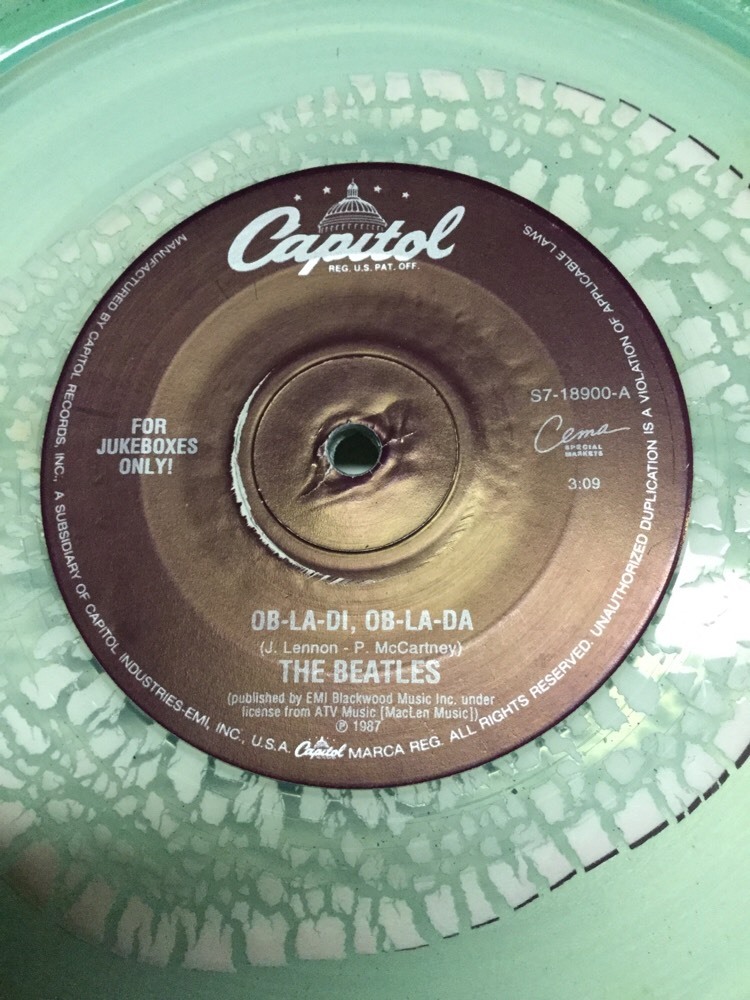 Capitol
REG. U.S. PAT. OFF.
S7-18900-A
FOR
JUKEBOXES
ONLY!
Cema
SPECIAL
MARKETS
3:09
OB-LA-DI, OB-LA-DA
(J. Lennon - P. McCartney)
THE BEATLES
(published by EMI Blackwood Music Inc. under
license from ATV Music [MacLen Music])
℗ 1987
MANUFACTURED BY CAPITOL RECORDS, INC., A SUBSIDIARY OF CAPITOL INDUSTRIES-EMI, INC., U.S.A. Capitol MARCA REG. ALL RIGHTS RESERVED. UNAUTHORIZED DUPLICATION IS A VIOLATION OF APPLICABLE LAWS.